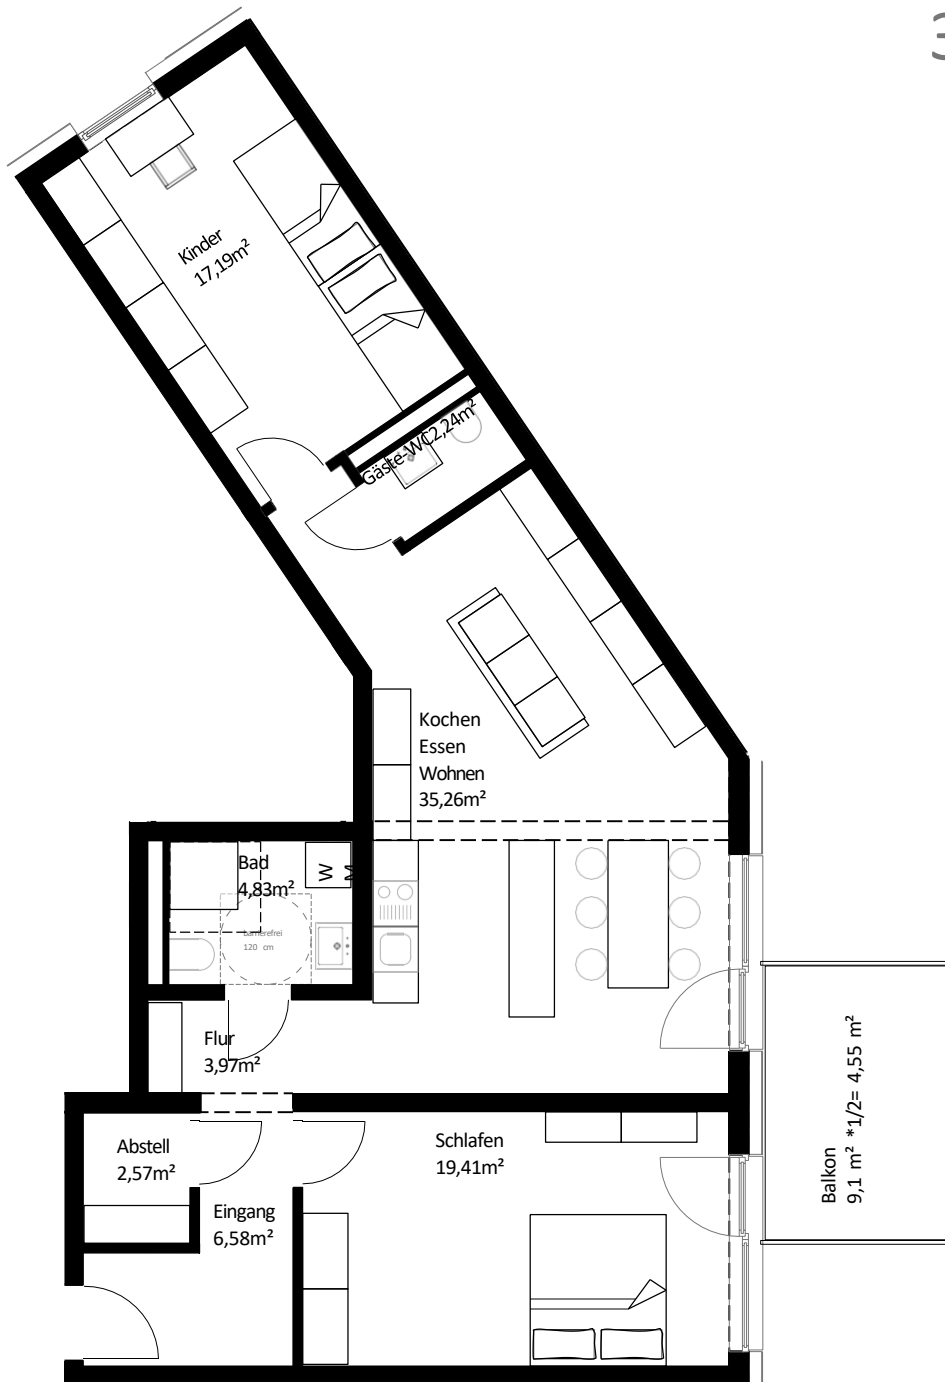 3
Kinder
17,19m²
Gäste-WC2,24m²
Kochen
Essen
Wohnen
35,26m²
Bad
4,83m²
W
M
barrierefrei
120 cm
Flur
3,97m²
Abstell
2,57m²
Schlafen
19,41m²
Eingang
6,58m²
Balkon
9,1 m² *1/2= 4,55 m²